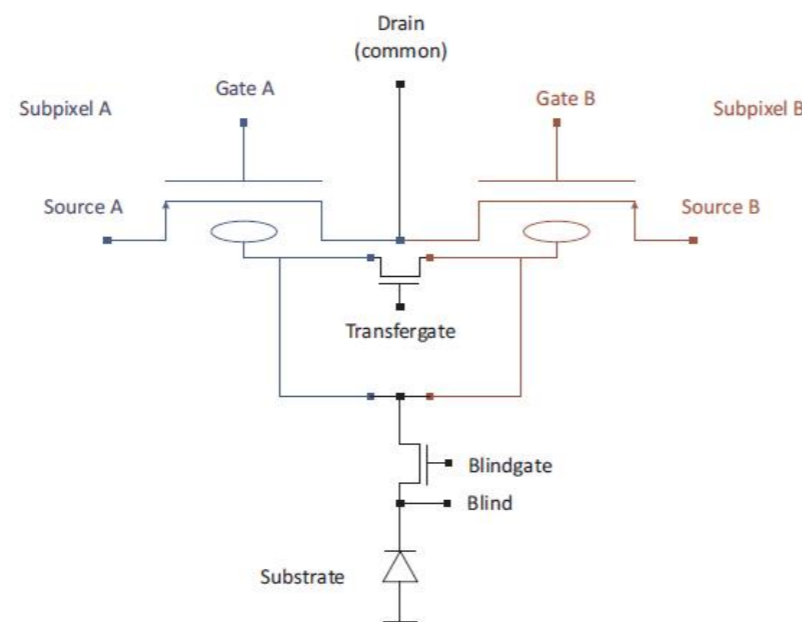 Drain
(common)
Gate A
Gate B
Subpixel A
Subpixel B
Source A
Source B
Transfergate
Blindgate
Blind
Substrate